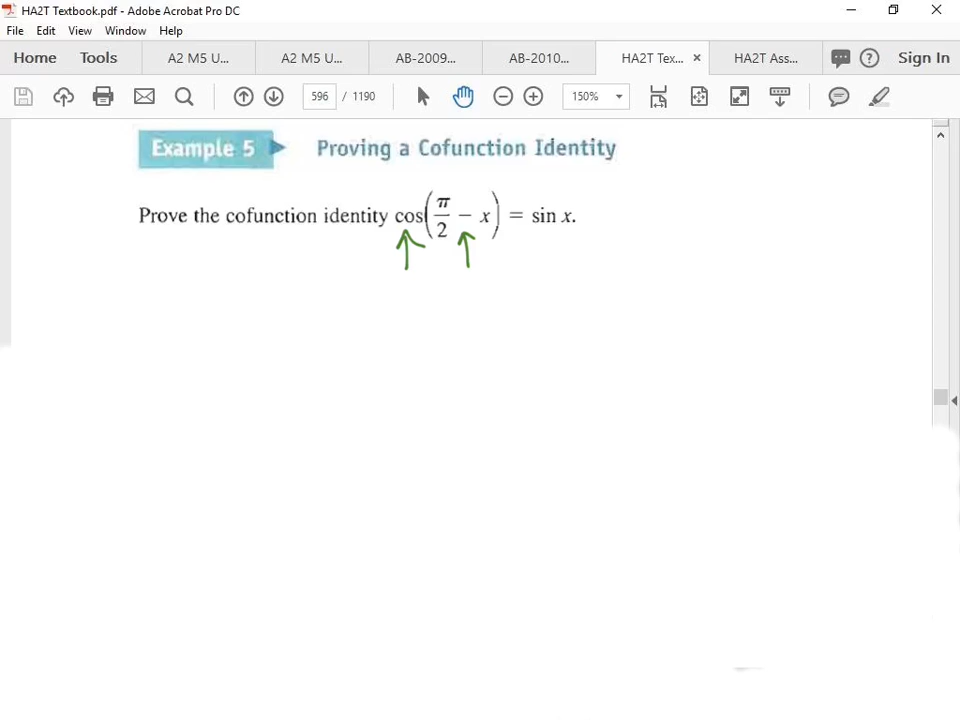 HA2T Textbook.pdf - Adobe Acrobat Pro DC
File Edit View Window Help
Home Tools A2 M5 U... A2 M5 U... AB-2009... AB-2010... HA2T Tex... × HA2T Ass... ? Sign In
596 / 1190 150%
Example 5 Proving a Cofunction Identity
Prove the cofunction identity cos(π/2 − x) = sin x.